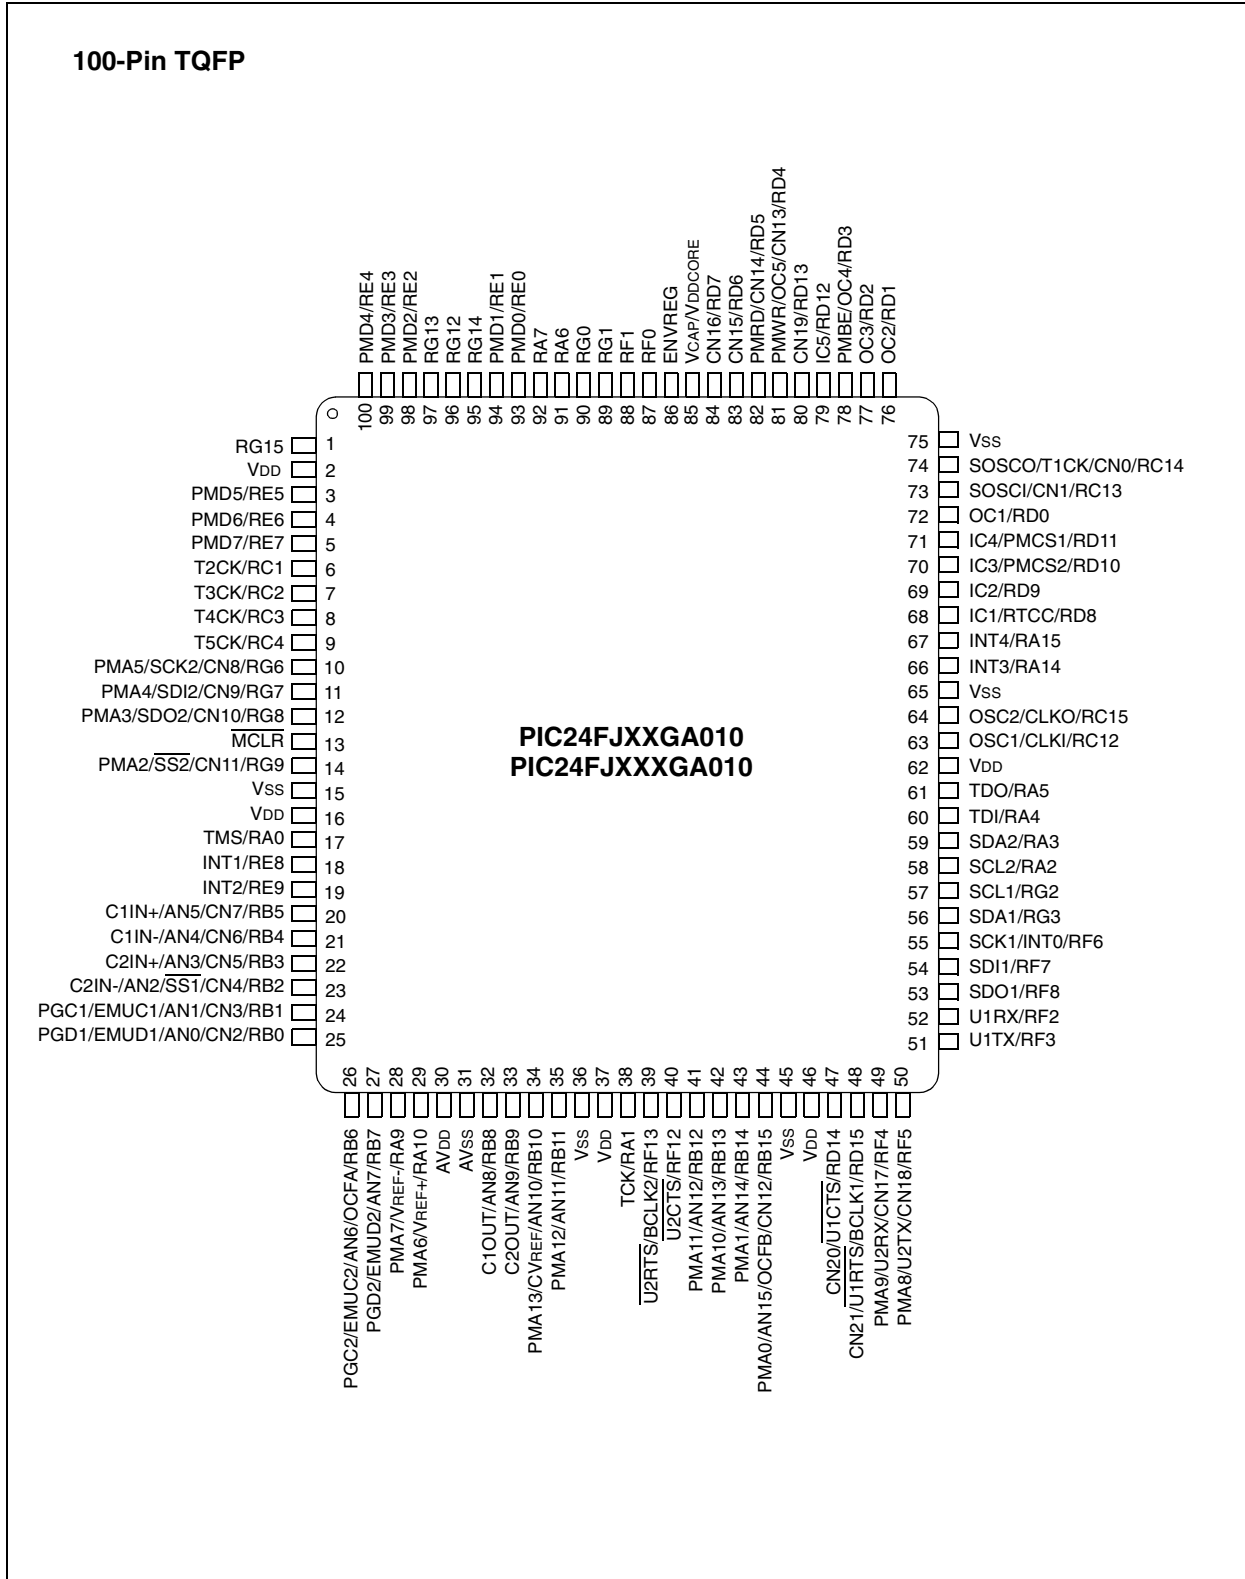 100-Pin TQFP
PMD4/RE4
PMD3/RE3
PMD2/RE2
RG13
RG12
RG14
PMD1/RE1
PMD0/RE0
RA7
RA6
RG0
RG1
RF1
RF0
ENVREG
VCAP/VDDCORE
CN16/RD7
CN15/RD6
PMRD/CN14/RD5
PMWR/OC5/CN13/RD4
CN19/RD13
IC5/RD12
PMBE/OC4/RD3
OC3/RD2
OC2/RD1
100 99 98 97 96 95 94 93 92 91 90 89 88 87 86 85 84 83 82 81 80 79 78 77 76
RG15 1
VDD 2
PMD5/RE5 3
PMD6/RE6 4
PMD7/RE7 5
T2CK/RC1 6
T3CK/RC2 7
T4CK/RC3 8
T5CK/RC4 9
PMA5/SCK2/CN8/RG6 10
PMA4/SDI2/CN9/RG7 11
PMA3/SDO2/CN10/RG8 12
MCLR 13
PMA2/SS2/CN11/RG9 14
VSS 15
VDD 16
TMS/RA0 17
INT1/RE8 18
INT2/RE9 19
C1IN+/AN5/CN7/RB5 20
C1IN-/AN4/CN6/RB4 21
C2IN+/AN3/CN5/RB3 22
C2IN-/AN2/SS1/CN4/RB2 23
PGC1/EMUC1/AN1/CN3/RB1 24
PGD1/EMUD1/AN0/CN2/RB0 25
PIC24FJXXGA010
PIC24FJXXXGA010
75 VSS
74 SOSCO/T1CK/CN0/RC14
73 SOSCI/CN1/RC13
72 OC1/RD0
71 IC4/PMCS1/RD11
70 IC3/PMCS2/RD10
69 IC2/RD9
68 IC1/RTCC/RD8
67 INT4/RA15
66 INT3/RA14
65 VSS
64 OSC2/CLKO/RC15
63 OSC1/CLKI/RC12
62 VDD
61 TDO/RA5
60 TDI/RA4
59 SDA2/RA3
58 SCL2/RA2
57 SCL1/RG2
56 SDA1/RG3
55 SCK1/INT0/RF6
54 SDI1/RF7
53 SDO1/RF8
52 U1RX/RF2
51 U1TX/RF3
26 27 28 29 30 31 32 33 34 35 36 37 38 39 40 41 42 43 44 45 46 47 48 49 50
PGC2/EMUC2/AN6/OCFA/RB6
PGD2/EMUD2/AN7/RB7
PMA7/VREF-/RA9
PMA6/VREF+/RA10
AVDD
AVSS
C1OUT/AN8/RB8
C2OUT/AN9/RB9
PMA13/CVREF/AN10/RB10
PMA12/AN11/RB11
VSS
VDD
TCK/RA1
U2RTS/BCLK2/RF13
U2CTS/RF12
PMA11/AN12/RB12
PMA10/AN13/RB13
PMA1/AN14/RB14
PMA0/AN15/OCFB/CN12/RB15
VSS
VDD
CN20/U1CTS/RD14
CN21/U1RTS/BCLK1/RD15
PMA9/U2RX/CN17/RF4
PMA8/U2TX/CN18/RF5